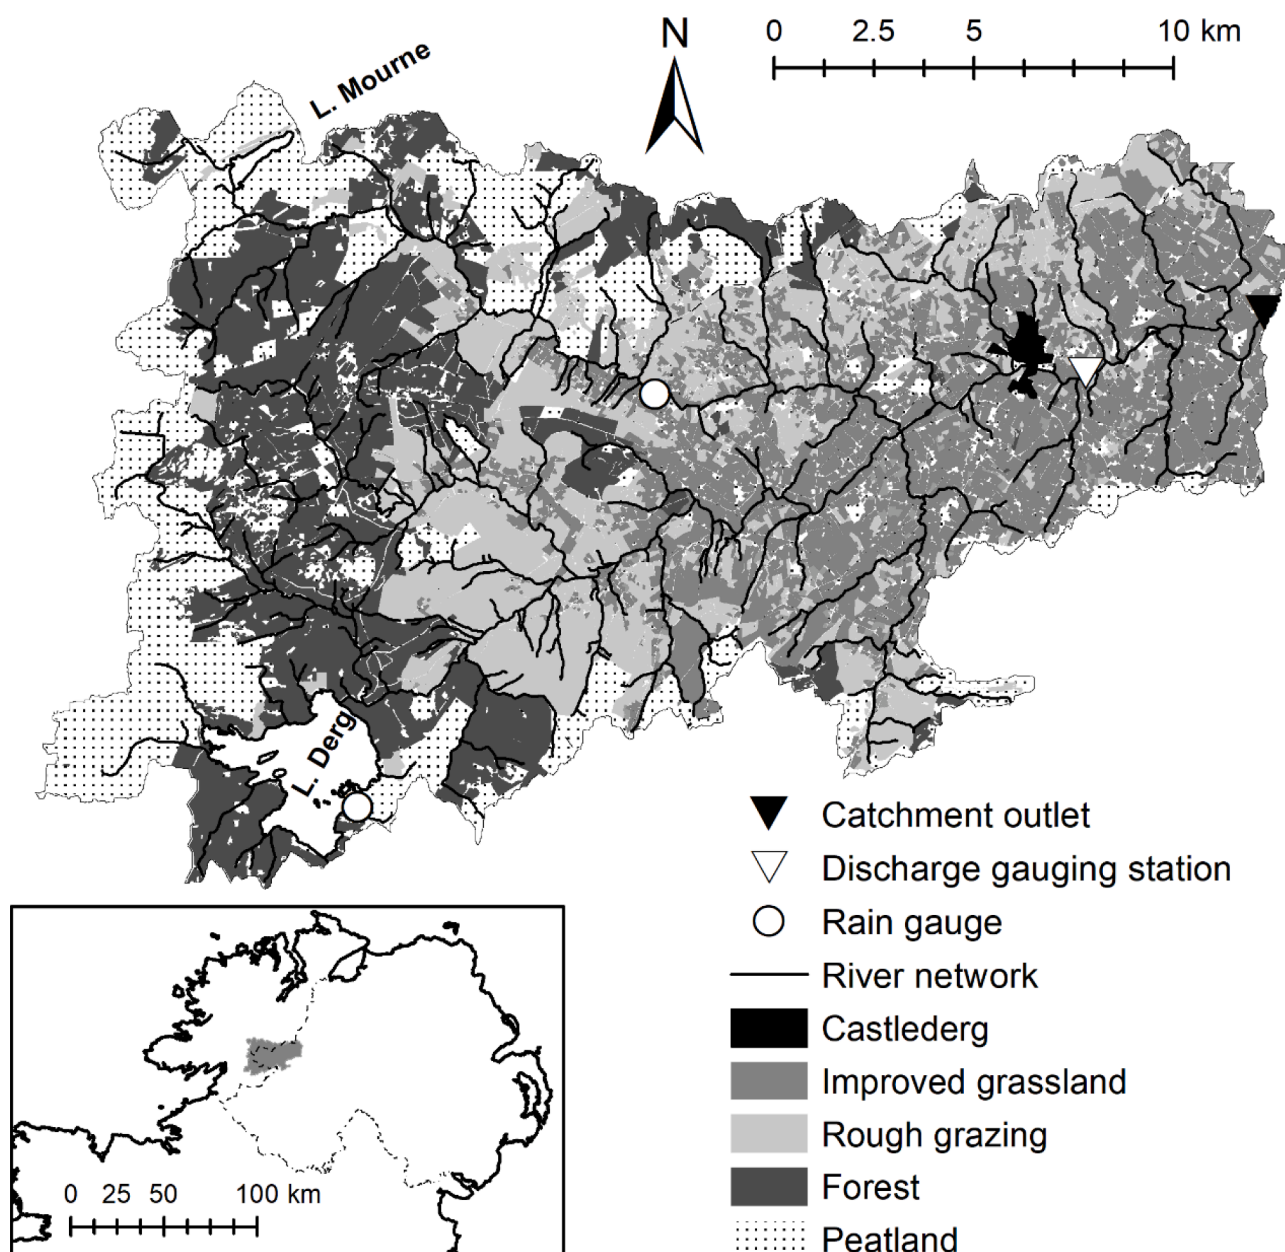 N
0 2.5 5 10 km
L. Mourne
L. Derg
Catchment outlet
Discharge gauging station
Rain gauge
River network
Castlederg
Improved grassland
Rough grazing
Forest
Peatland
0 25 50 100 km